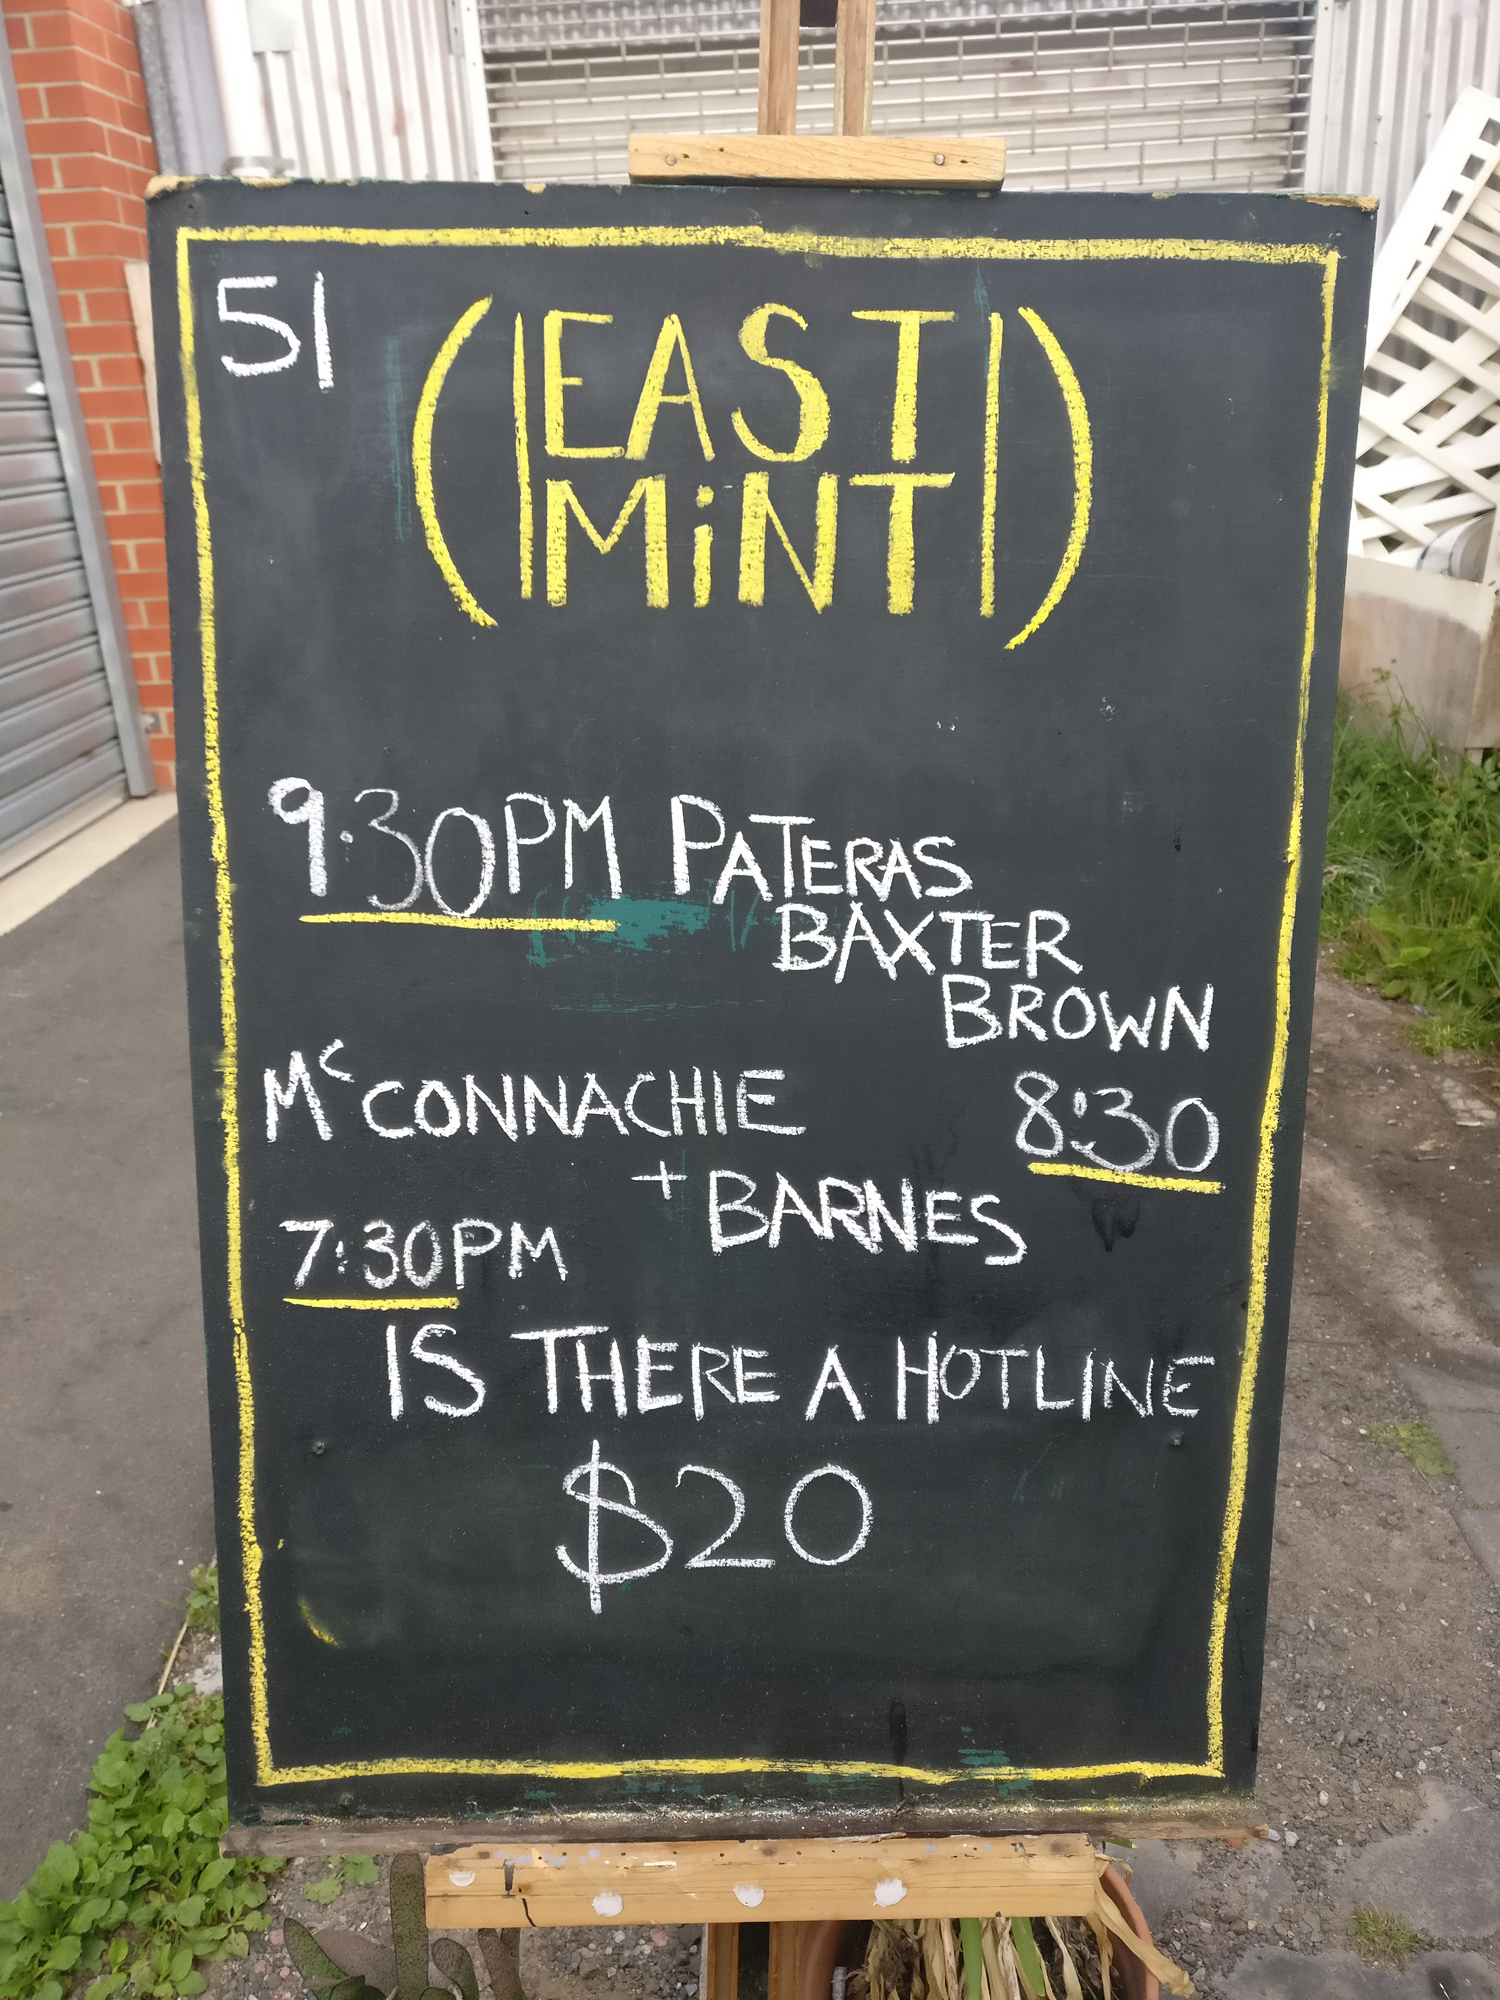 51
(|EAST
MiNT|)
9:30PM PATERAS
BAXTER
BROWN
McCONNACHIE 8:30
+ BARNES
7:30PM
IS THERE A HOTLINE
$20